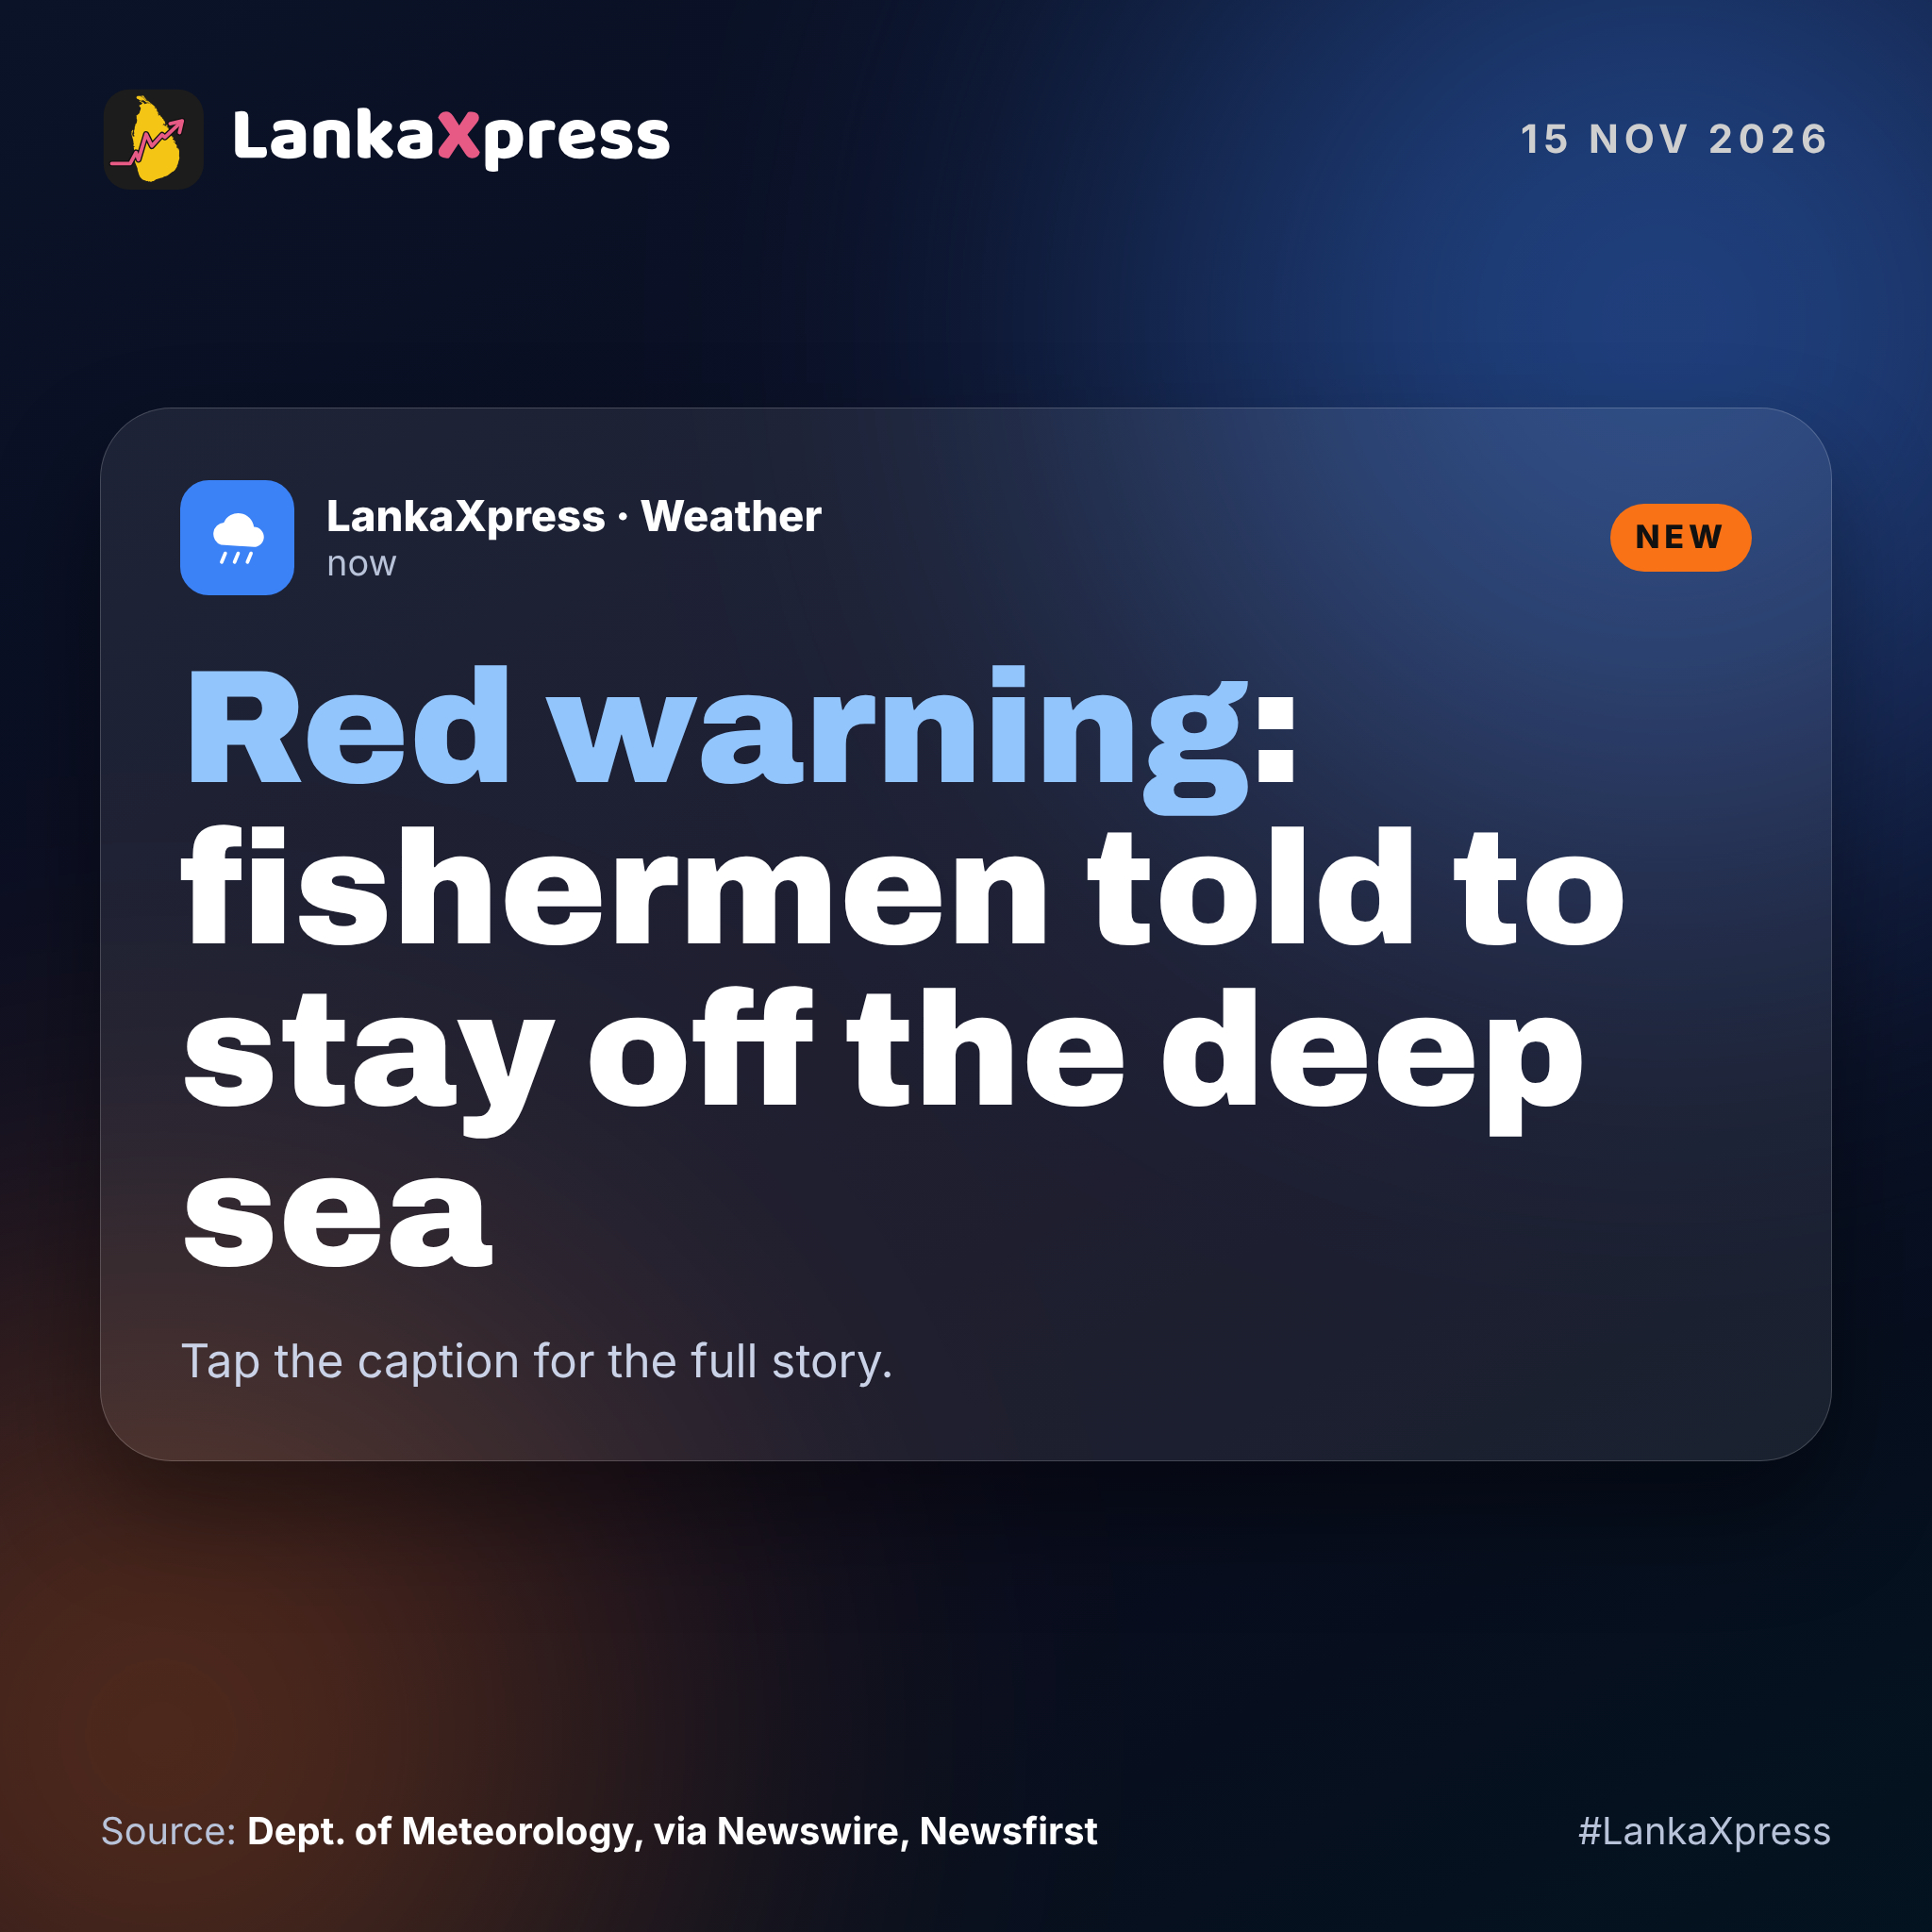 LankaXpress
15 NOV 2026
LankaXpress · Weather
now
NEW
Red warning:
fishermen told to
stay off the deep
sea
Tap the caption for the full story.
Source: Dept. of Meteorology, via Newswire, Newsfirst
#LankaXpress